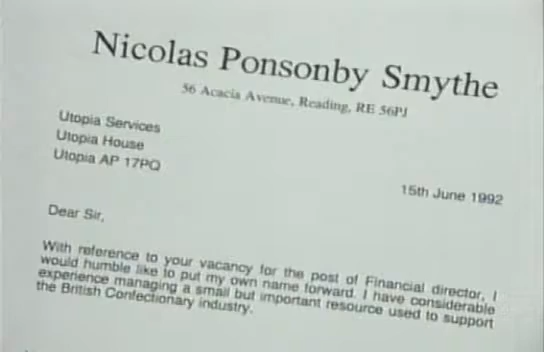 Nicolas Ponsonby Smythe
56 Acacia Avenue, Reading, RE 56PJ
Utopia Services
Utopia House
Utopia AP 17PQ
15th June 1992
Dear Sir,
With reference to your vacancy for the post of Financial director, I
would humble like to put my own name forward. I have considerable
experience managing a small but important resource used to support
the British Confectionary industry.